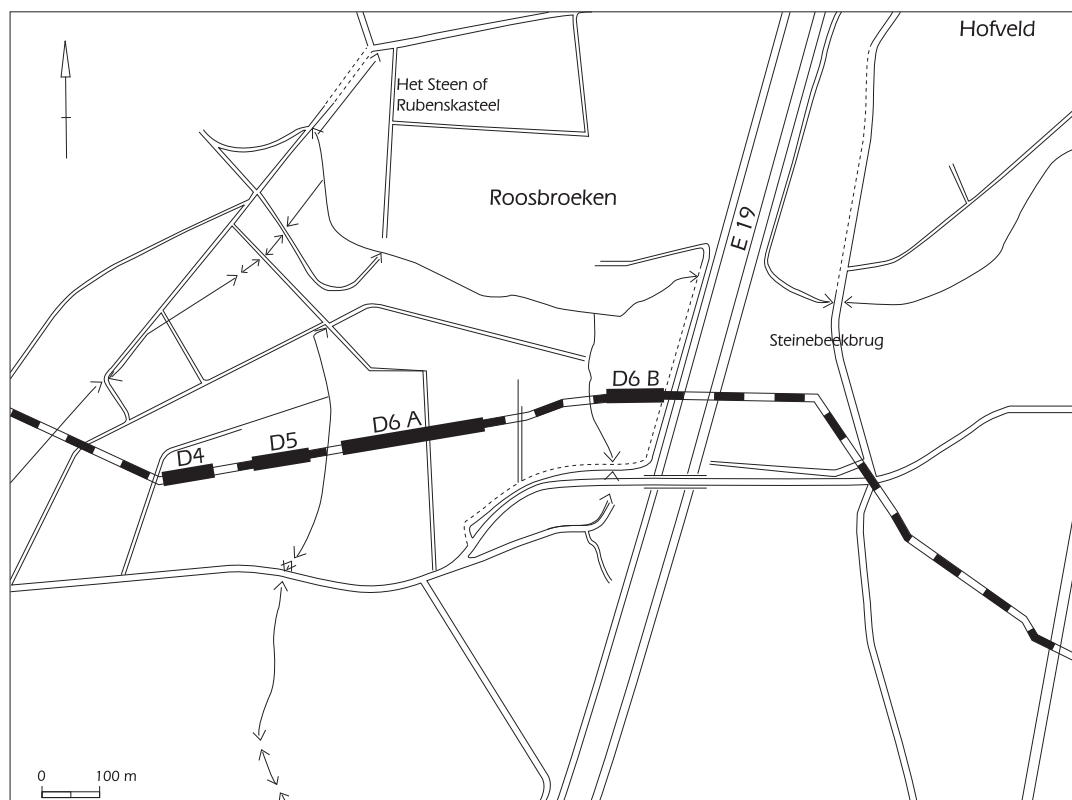 Hofveld
Het Steen of
Rubenskasteel
Roosbroeken
E 19
Steinebeekbrug
D6 B
D6 A
D5
D4
0 100 m